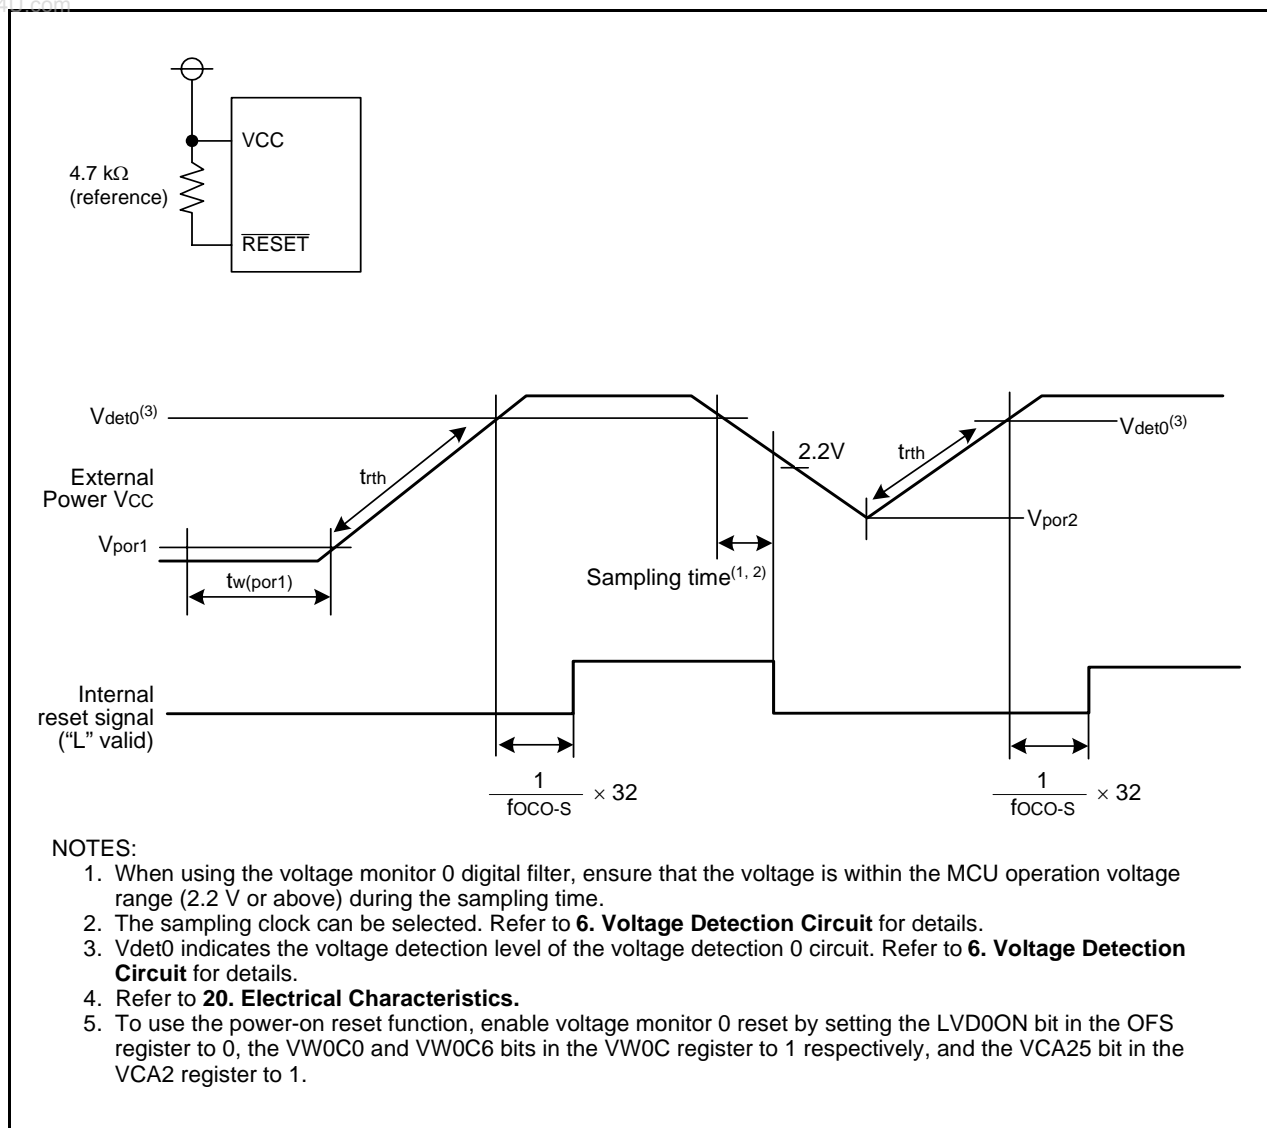 4U.com
VCC
4.7 kΩ
(reference)
RESET
Vdet0(3)
2.2V
Vdet0(3)
trth
trth
External
Power VCC
Vpor2
Vpor1
Sampling time(1, 2)
tw(por1)
Internal
reset signal
(“L” valid)
1
fOCO-S
× 32
1
fOCO-S
× 32
NOTES:
1. When using the voltage monitor 0 digital filter, ensure that the voltage is within the MCU operation voltage
range (2.2 V or above) during the sampling time.
2. The sampling clock can be selected. Refer to 6. Voltage Detection Circuit for details.
3. Vdet0 indicates the voltage detection level of the voltage detection 0 circuit. Refer to 6. Voltage Detection
Circuit for details.
4. Refer to 20. Electrical Characteristics.
5. To use the power-on reset function, enable voltage monitor 0 reset by setting the LVD0ON bit in the OFS
register to 0, the VW0C0 and VW0C6 bits in the VW0C register to 1 respectively, and the VCA25 bit in the
VCA2 register to 1.